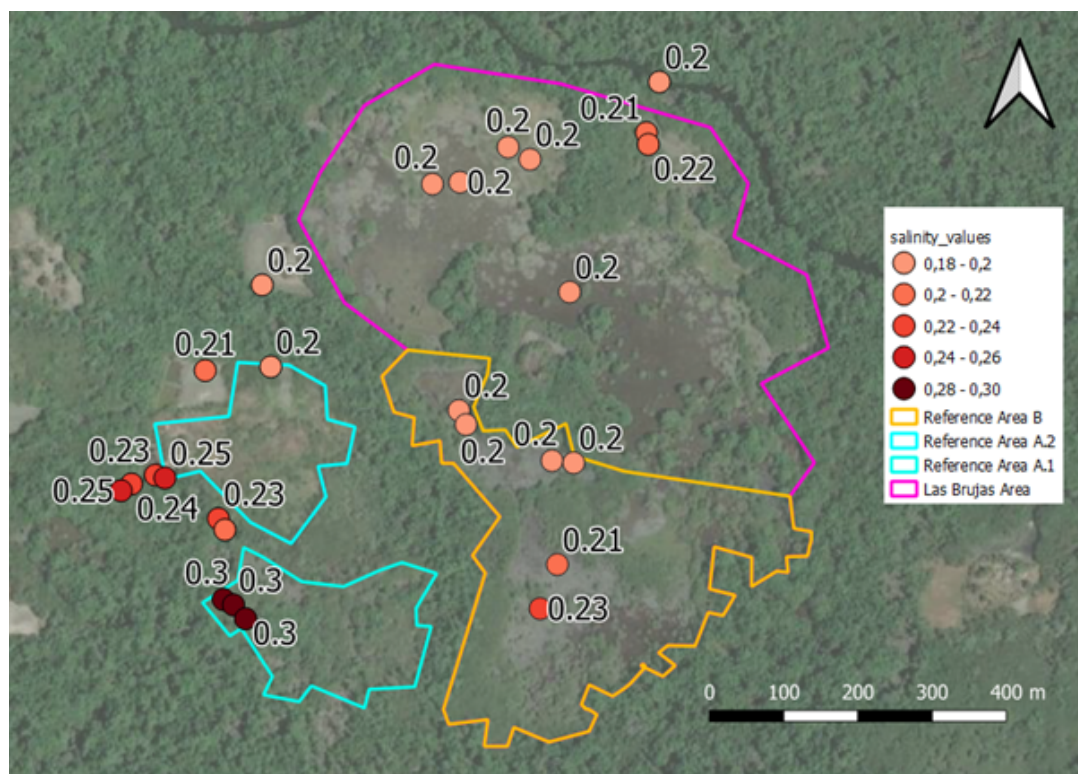 0.2
0.21
0.2
0.2
0.22
0.2
0.2
0.2
0.2
0.21
0.2
0.2
0.2
0.2
0.2
0.23
0.25
0.25
0.24
0.23
0.21
0.3
0.3
0.23
0.3
salinity_values
0,18 - 0,2
0,2 - 0,22
0,22 - 0,24
0,24 - 0,26
0,28 - 0,30
Reference Area B
Reference Area A.2
Reference Area A.1
Las Brujas Area
0 100 200 300 400 m